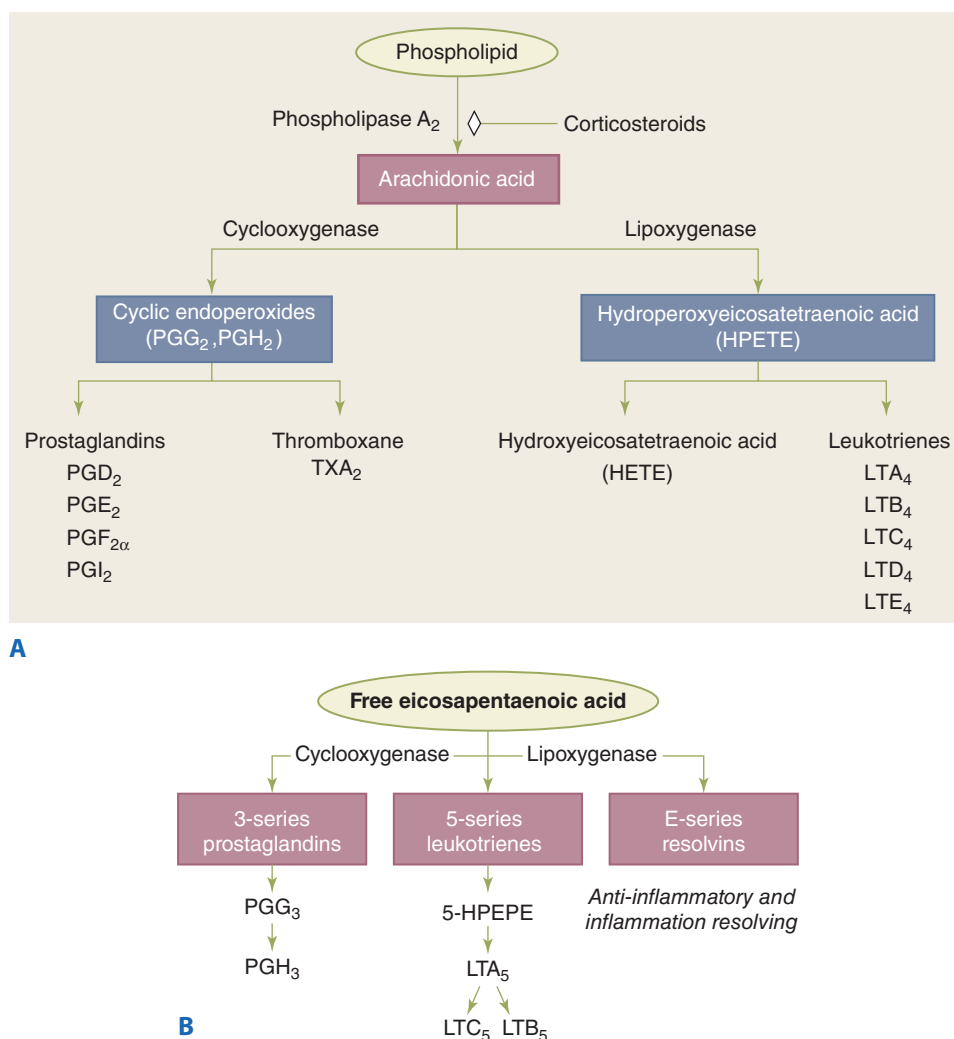 Phospholipid
Phospholipase A₂
Corticosteroids
Arachidonic acid
Cyclooxygenase
Lipoxygenase
Cyclic endoperoxides
(PGG₂,PGH₂)
Hydroperoxyeicosatetraenoic acid
(HPETE)
Prostaglandins
PGD₂
PGE₂
PGF₂α
PGI₂
Thromboxane
TXA₂
Hydroxyeicosatetraenoic acid
(HETE)
Leukotrienes
LTA₄
LTB₄
LTC₄
LTD₄
LTE₄
A
Free eicosapentaenoic acid
Cyclooxygenase
Lipoxygenase
3-series
prostaglandins
PGG₃
PGH₃
5-series
leukotrienes
5-HPEPE
LTA₅
LTC₅ LTB₅
E-series
resolvins
Anti-inflammatory and
inflammation resolving
B